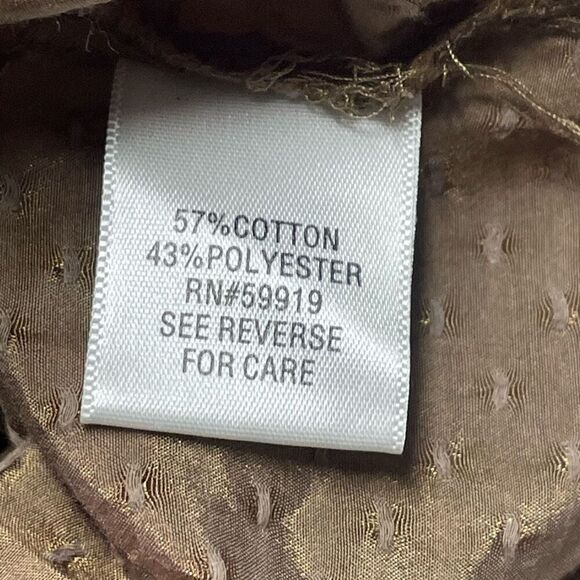 57%COTTON
43%POLYESTER
RN#59919
SEE REVERSE
FOR CARE